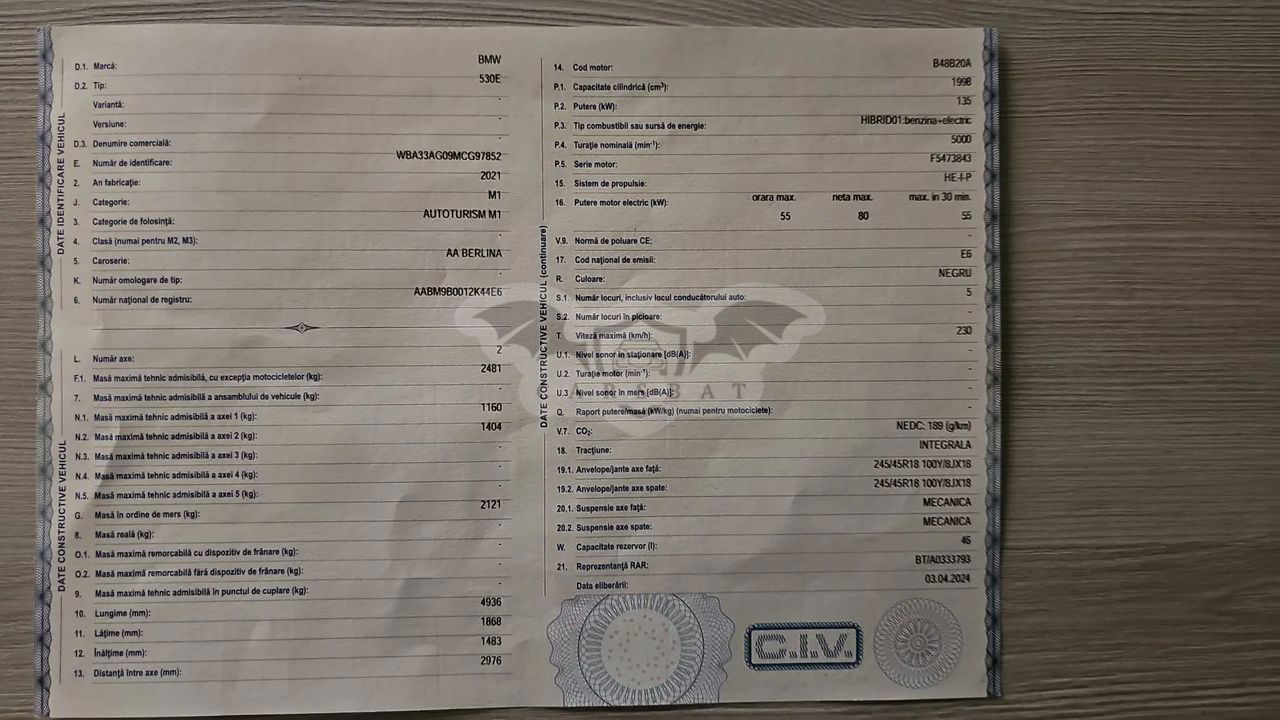 DATE IDENTIFICARE VEHICUL
D.1. Marcă: BMW
D.2. Tip: 530E
Variantă: -
Versiune: -
D.3. Denumire comercială: -
E. Număr de identificare: WBA33AG09MCG97852
2. An fabricație: 2021
J. Categorie: M1
3. Categorie de folosință: AUTOTURISM M1
4. Clasă (numai pentru M2, M3): -
5. Caroserie: AA BERLINA
K. Număr omologare de tip: -
6. Număr național de registru: AABM9B0012K44E6
DATE CONSTRUCTIVE VEHICUL
L. Număr axe: 2
F.1. Masă maximă tehnic admisibilă, cu excepția motocicletelor (kg): 2481
7. Masă maximă tehnic admisibilă a ansamblului de vehicule (kg): -
N.1. Masă maximă tehnic admisibilă a axei 1 (kg): 1160
N.2. Masă maximă tehnic admisibilă a axei 2 (kg): 1404
N.3. Masă maximă tehnic admisibilă a axei 3 (kg): -
N.4. Masă maximă tehnic admisibilă a axei 4 (kg): -
N.5. Masă maximă tehnic admisibilă a axei 5 (kg): -
G. Masă în ordine de mers (kg): 2121
8. Masă reală (kg): -
O.1. Masă maximă remorcabilă cu dispozitiv de frânare (kg): -
O.2. Masă maximă remorcabilă fără dispozitiv de frânare (kg): -
9. Masă maximă tehnic admisibilă în punctul de cuplare (kg): -
10. Lungime (mm): 4936
11. Lățime (mm): 1868
12. Înălțime (mm): 1483
13. Distanță între axe (mm): 2976
DATE CONSTRUCTIVE VEHICUL (continuare)
14. Cod motor: B48B20A
P.1. Capacitate cilindrică (cm³): 1998
P.2. Putere (kW): 135
P.3. Tip combustibil sau sursă de energie: HIBRID01:benzina+electric
P.4. Turație nominală (min⁻¹): 5000
P.5. Serie motor: F5473843
15. Sistem de propulsie: HE-I-P
16. Putere motor electric (kW): orara max. neta max. max. in 30 min.
55 80 55
V.9. Normă de poluare CE: -
17. Cod național de emisii: E6
R. Culoare: NEGRU
S.1. Număr locuri, inclusiv locul conducătorului auto: 5
S.2. Număr locuri în picioare: -
T. Viteză maximă (km/h): 230
U.1. Nivel sonor în staționare [dB(A)]: -
U.2. Turație motor (min⁻¹): -
U.3 Nivel sonor în mers [dB(A)]: -
Q. Raport putere/masă (kW/kg) (numai pentru motociclete): -
V.7. CO₂: NEDC: 189 (g/km)
18. Tracțiune: INTEGRALA
19.1. Anvelope/jante axe față: 245/45R18 100Y/8JX18
19.2. Anvelope/jante axe spate: 245/45R18 100Y/8JX18
20.1. Suspensie axe față: MECANICA
20.2. Suspensie axe spate: MECANICA
W. Capacitate rezervor (l): 46
21. Reprezentanță RAR: BT/A0333793
Data eliberării: 03.04.2024
C.I.V.